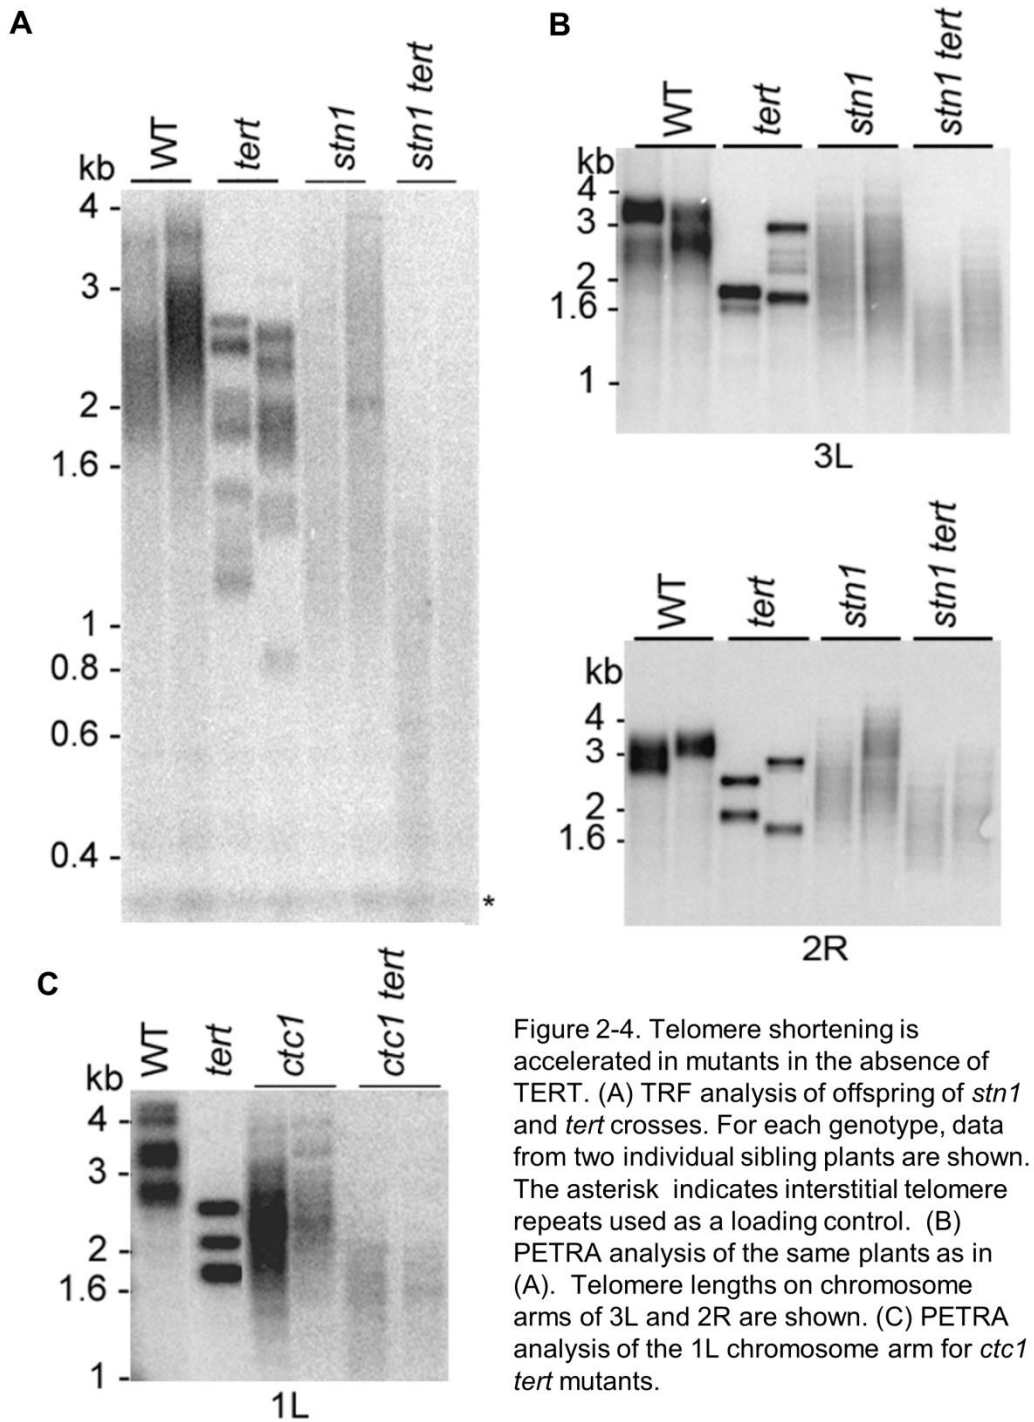 A
WT
tert
stn1
stn1 tert
kb
4 -
3 -
2 -
1.6 -
1 -
0.8 -
0.6 -
0.4 -
*
B
WT
tert
stn1
stn1 tert
kb
4 -
3 -
2 -
1.6 -
1 -
3L
WT
tert
stn1
stn1 tert
kb
4 -
3 -
2 -
1.6 -
2R
C
WT
tert
ctc1
ctc1 tert
kb
4 -
3 -
2 -
1.6 -
1 -
1L
Figure 2-4. Telomere shortening is
accelerated in mutants in the absence of
TERT. (A) TRF analysis of offspring of stn1
and tert crosses. For each genotype, data
from two individual sibling plants are shown.
The asterisk indicates interstitial telomere
repeats used as a loading control. (B)
PETRA analysis of the same plants as in
(A). Telomere lengths on chromosome
arms of 3L and 2R are shown. (C) PETRA
analysis of the 1L chromosome arm for ctc1
tert mutants.